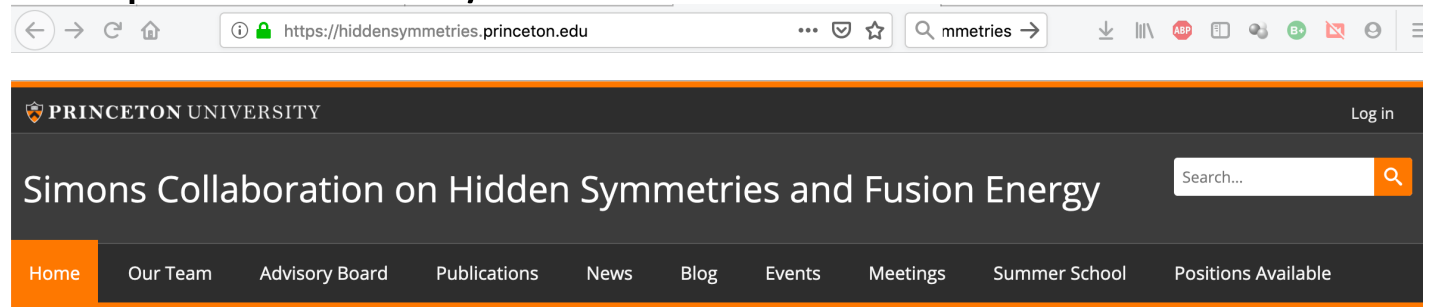 https://hiddensymmetries.princeton.edu
mmetries
ABP
B+
PRINCETON UNIVERSITY
Log in
Simons Collaboration on Hidden Symmetries and Fusion Energy
Search...
Home Our Team Advisory Board Publications News Blog Events Meetings Summer School Positions Available